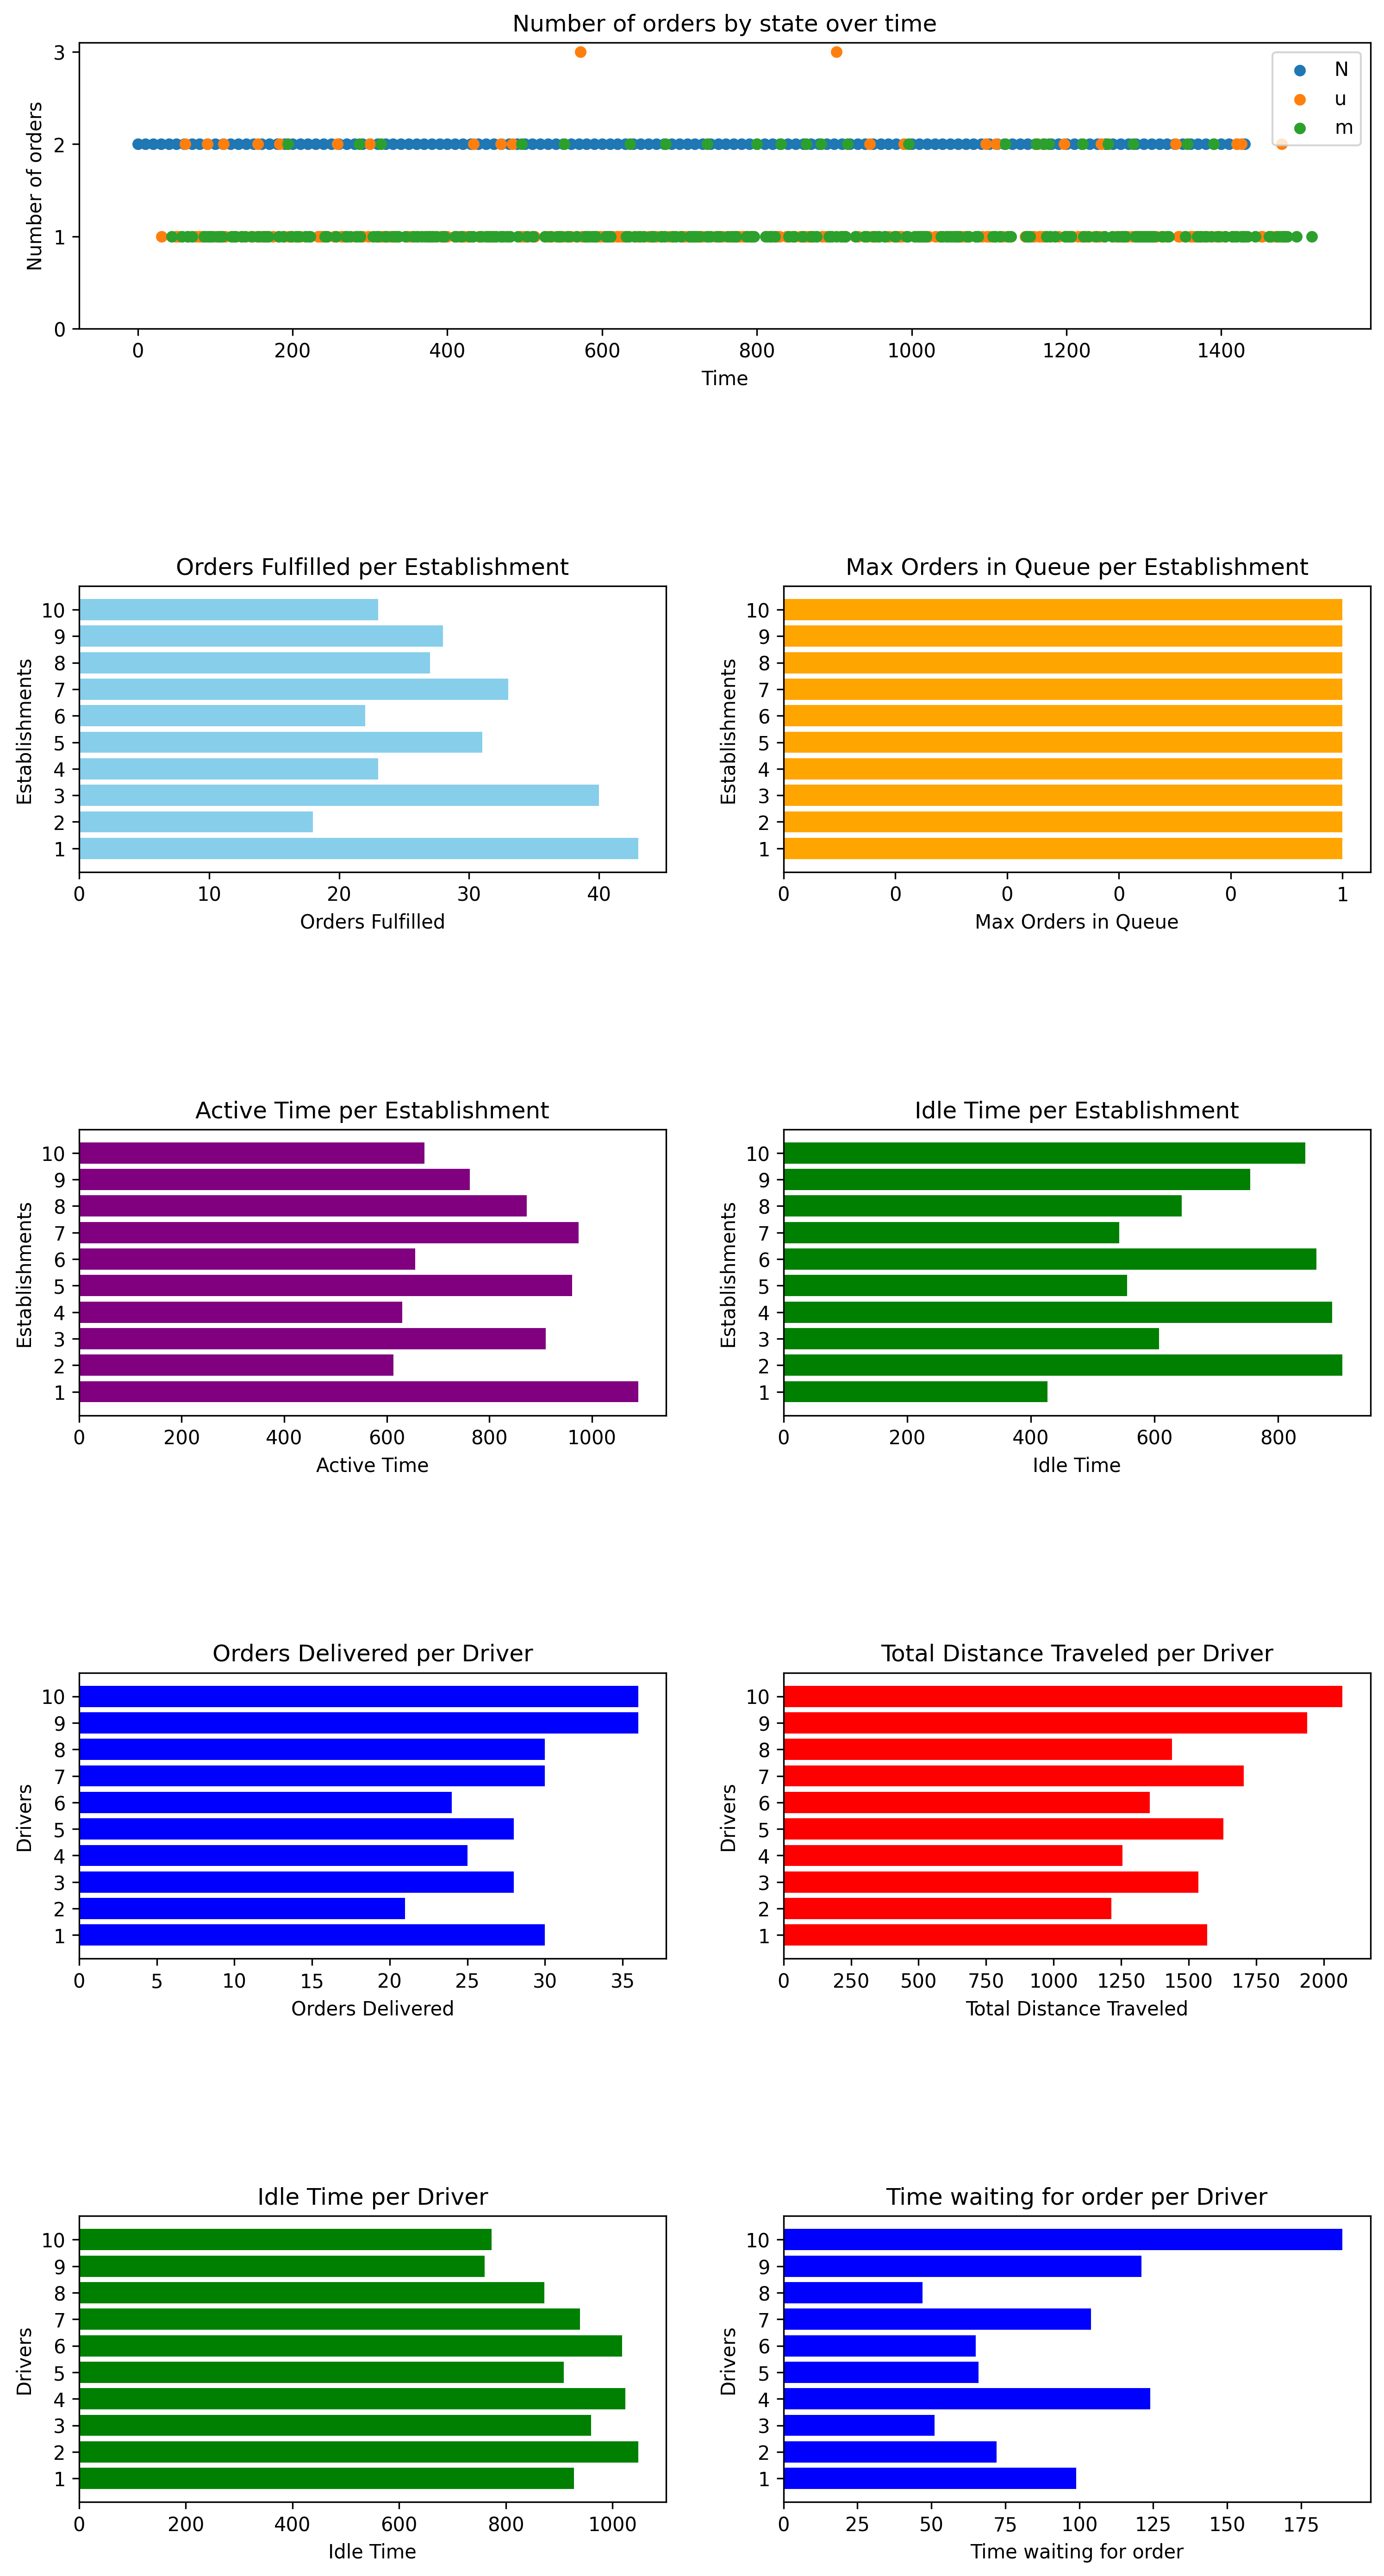 Number of orders by state over time
Number of orders
3
2
1
0
N
u
m
0 200 400 600 800 1000 1200 1400
Time
Orders Fulfilled per Establishment
Establishments
10
9
8
7
6
5
4
3
2
1
0 10 20 30 40
Orders Fulfilled
Max Orders in Queue per Establishment
Establishments
10
9
8
7
6
5
4
3
2
1
0 0 0 0 0 1
Max Orders in Queue
Active Time per Establishment
Establishments
10
9
8
7
6
5
4
3
2
1
0 200 400 600 800 1000
Active Time
Idle Time per Establishment
Establishments
10
9
8
7
6
5
4
3
2
1
0 200 400 600 800
Idle Time
Orders Delivered per Driver
Drivers
10
9
8
7
6
5
4
3
2
1
0 5 10 15 20 25 30 35
Orders Delivered
Total Distance Traveled per Driver
Drivers
10
9
8
7
6
5
4
3
2
1
0 250 500 750 1000 1250 1500 1750 2000
Total Distance Traveled
Idle Time per Driver
Drivers
10
9
8
7
6
5
4
3
2
1
0 200 400 600 800 1000
Idle Time
Time waiting for order per Driver
Drivers
10
9
8
7
6
5
4
3
2
1
0 25 50 75 100 125 150 175
Time waiting for order